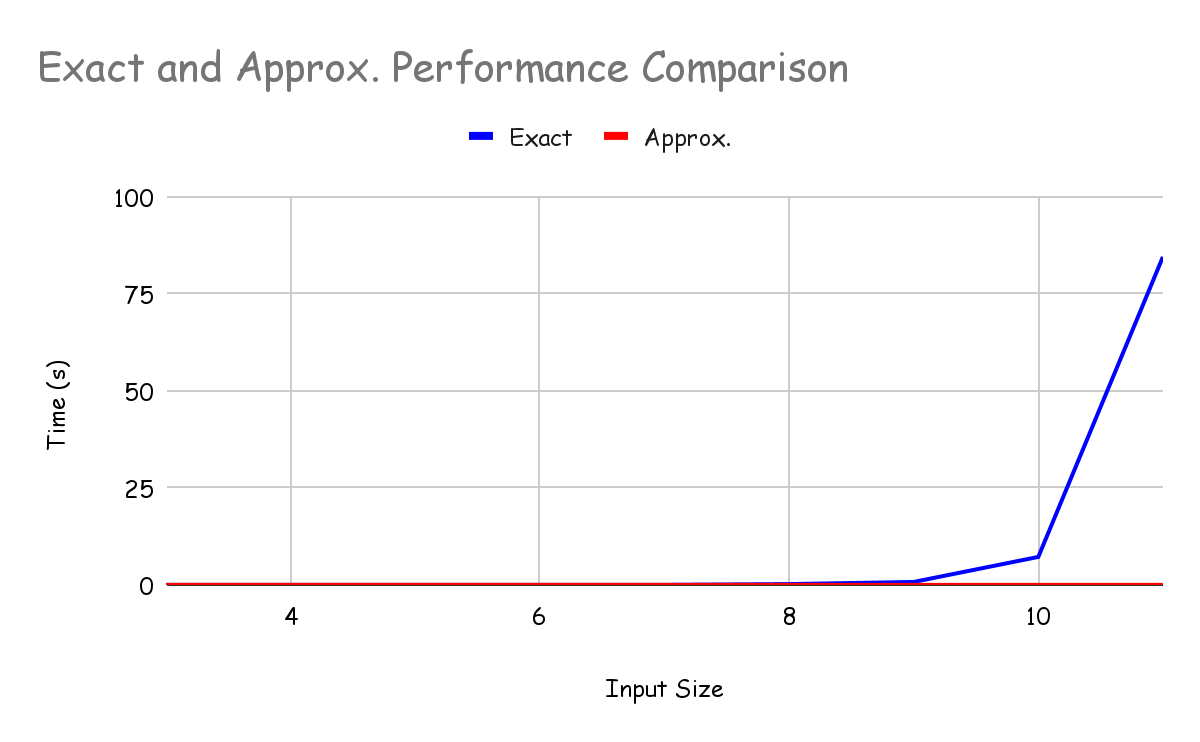 Exact and Approx. Performance Comparison
Exact
Approx.
100
75
50
25
0
Time (s)
4
6
8
10
Input Size